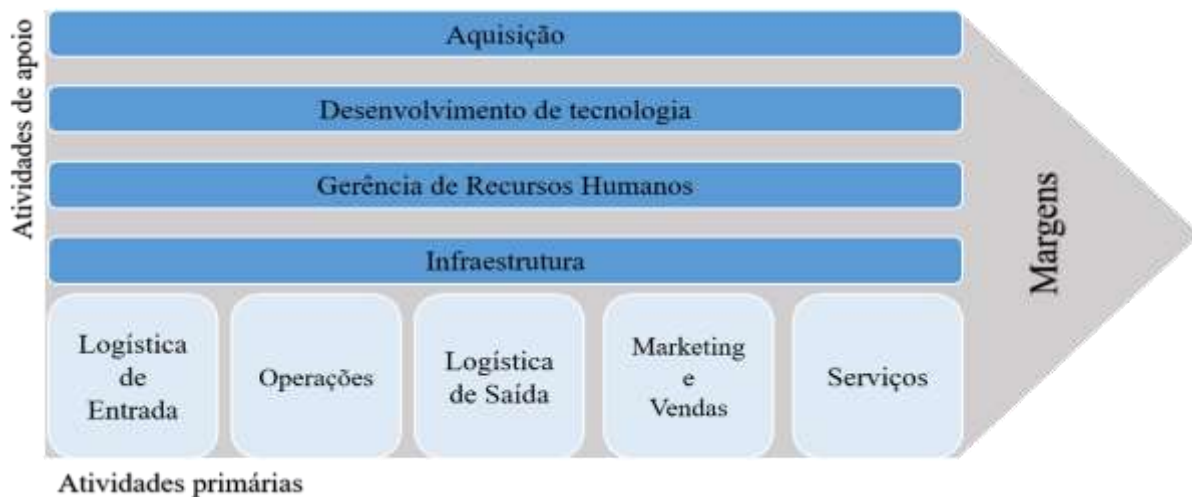 Atividades de apoio
Aquisição
Desenvolvimento de tecnologia
Gerência de Recursos Humanos
Infraestrutura
Logística
de
Entrada
Operações
Logística
de Saída
Marketing
e
Vendas
Serviços
Margens
Atividades primárias